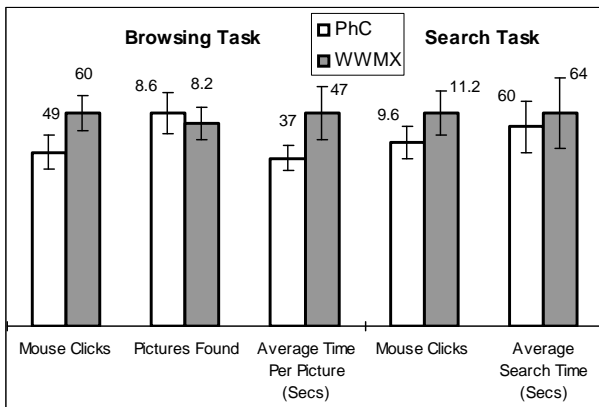 Browsing Task
PhC
WWMX
Search Task
49
60
8.6
8.2
37
47
9.6
11.2
60
64
Mouse Clicks
Pictures Found
Average Time
Per Picture
(Secs)
Mouse Clicks
Average
Search Time
(Secs)